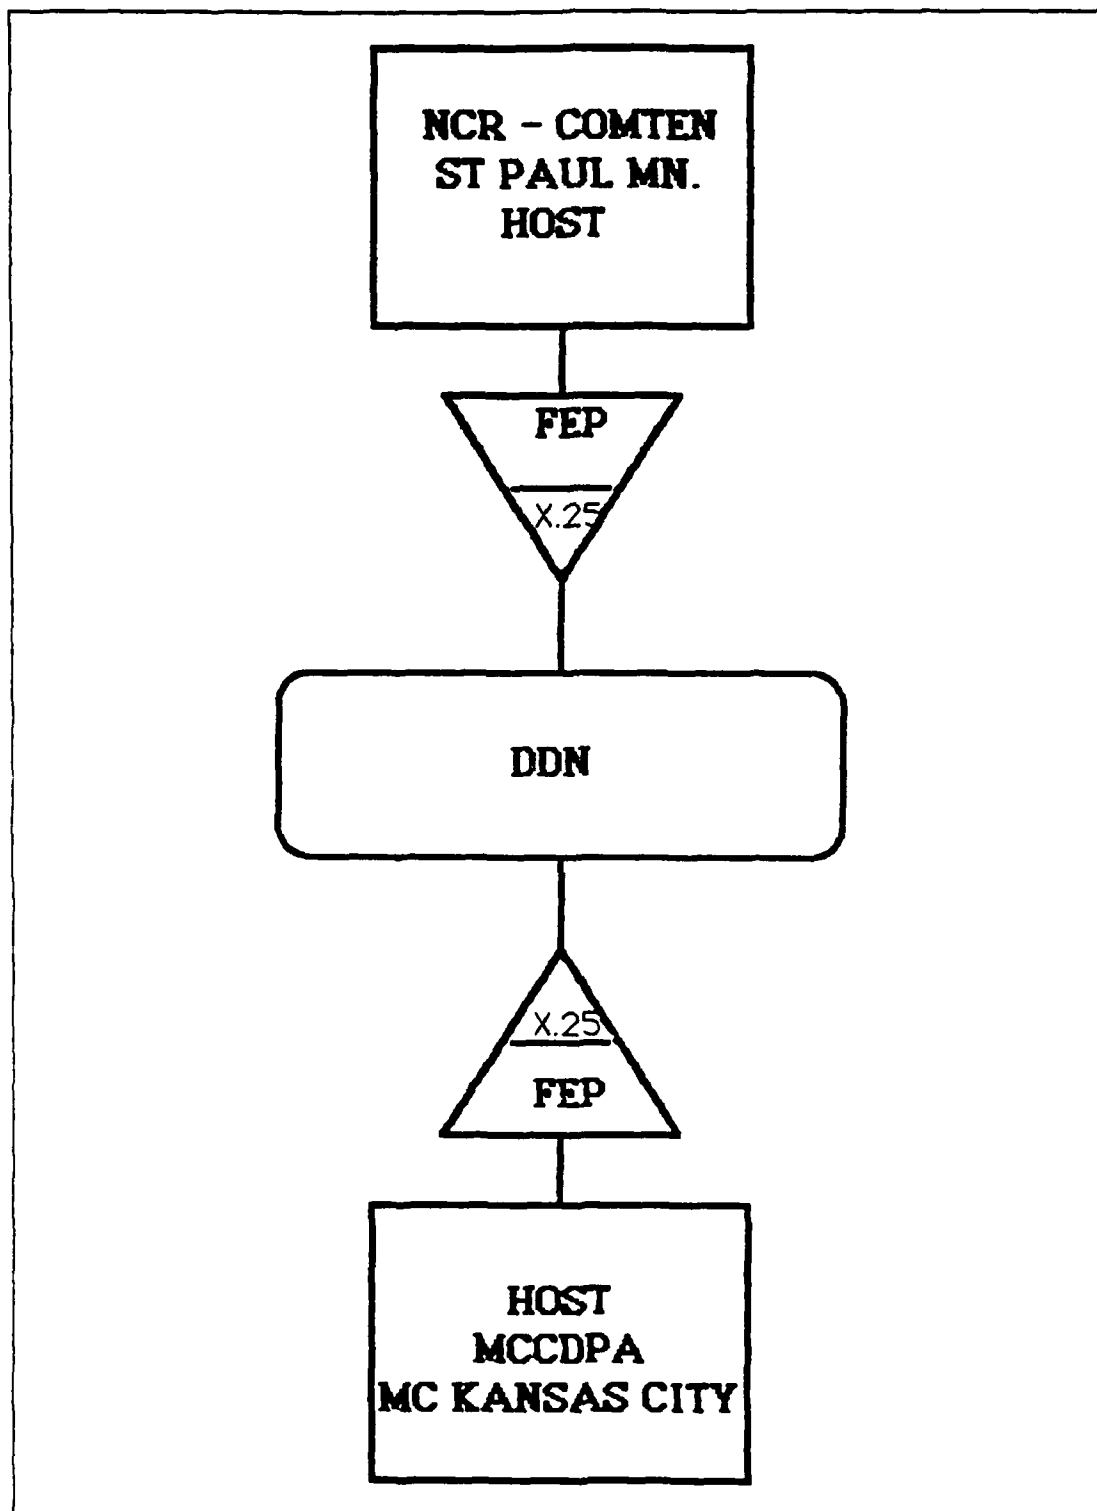 NCR - COMTEN
ST PAUL MN.
HOST
FEP
X.25
DDN
X.25
FEP
HOST
MCCDPA
MC KANSAS CITY